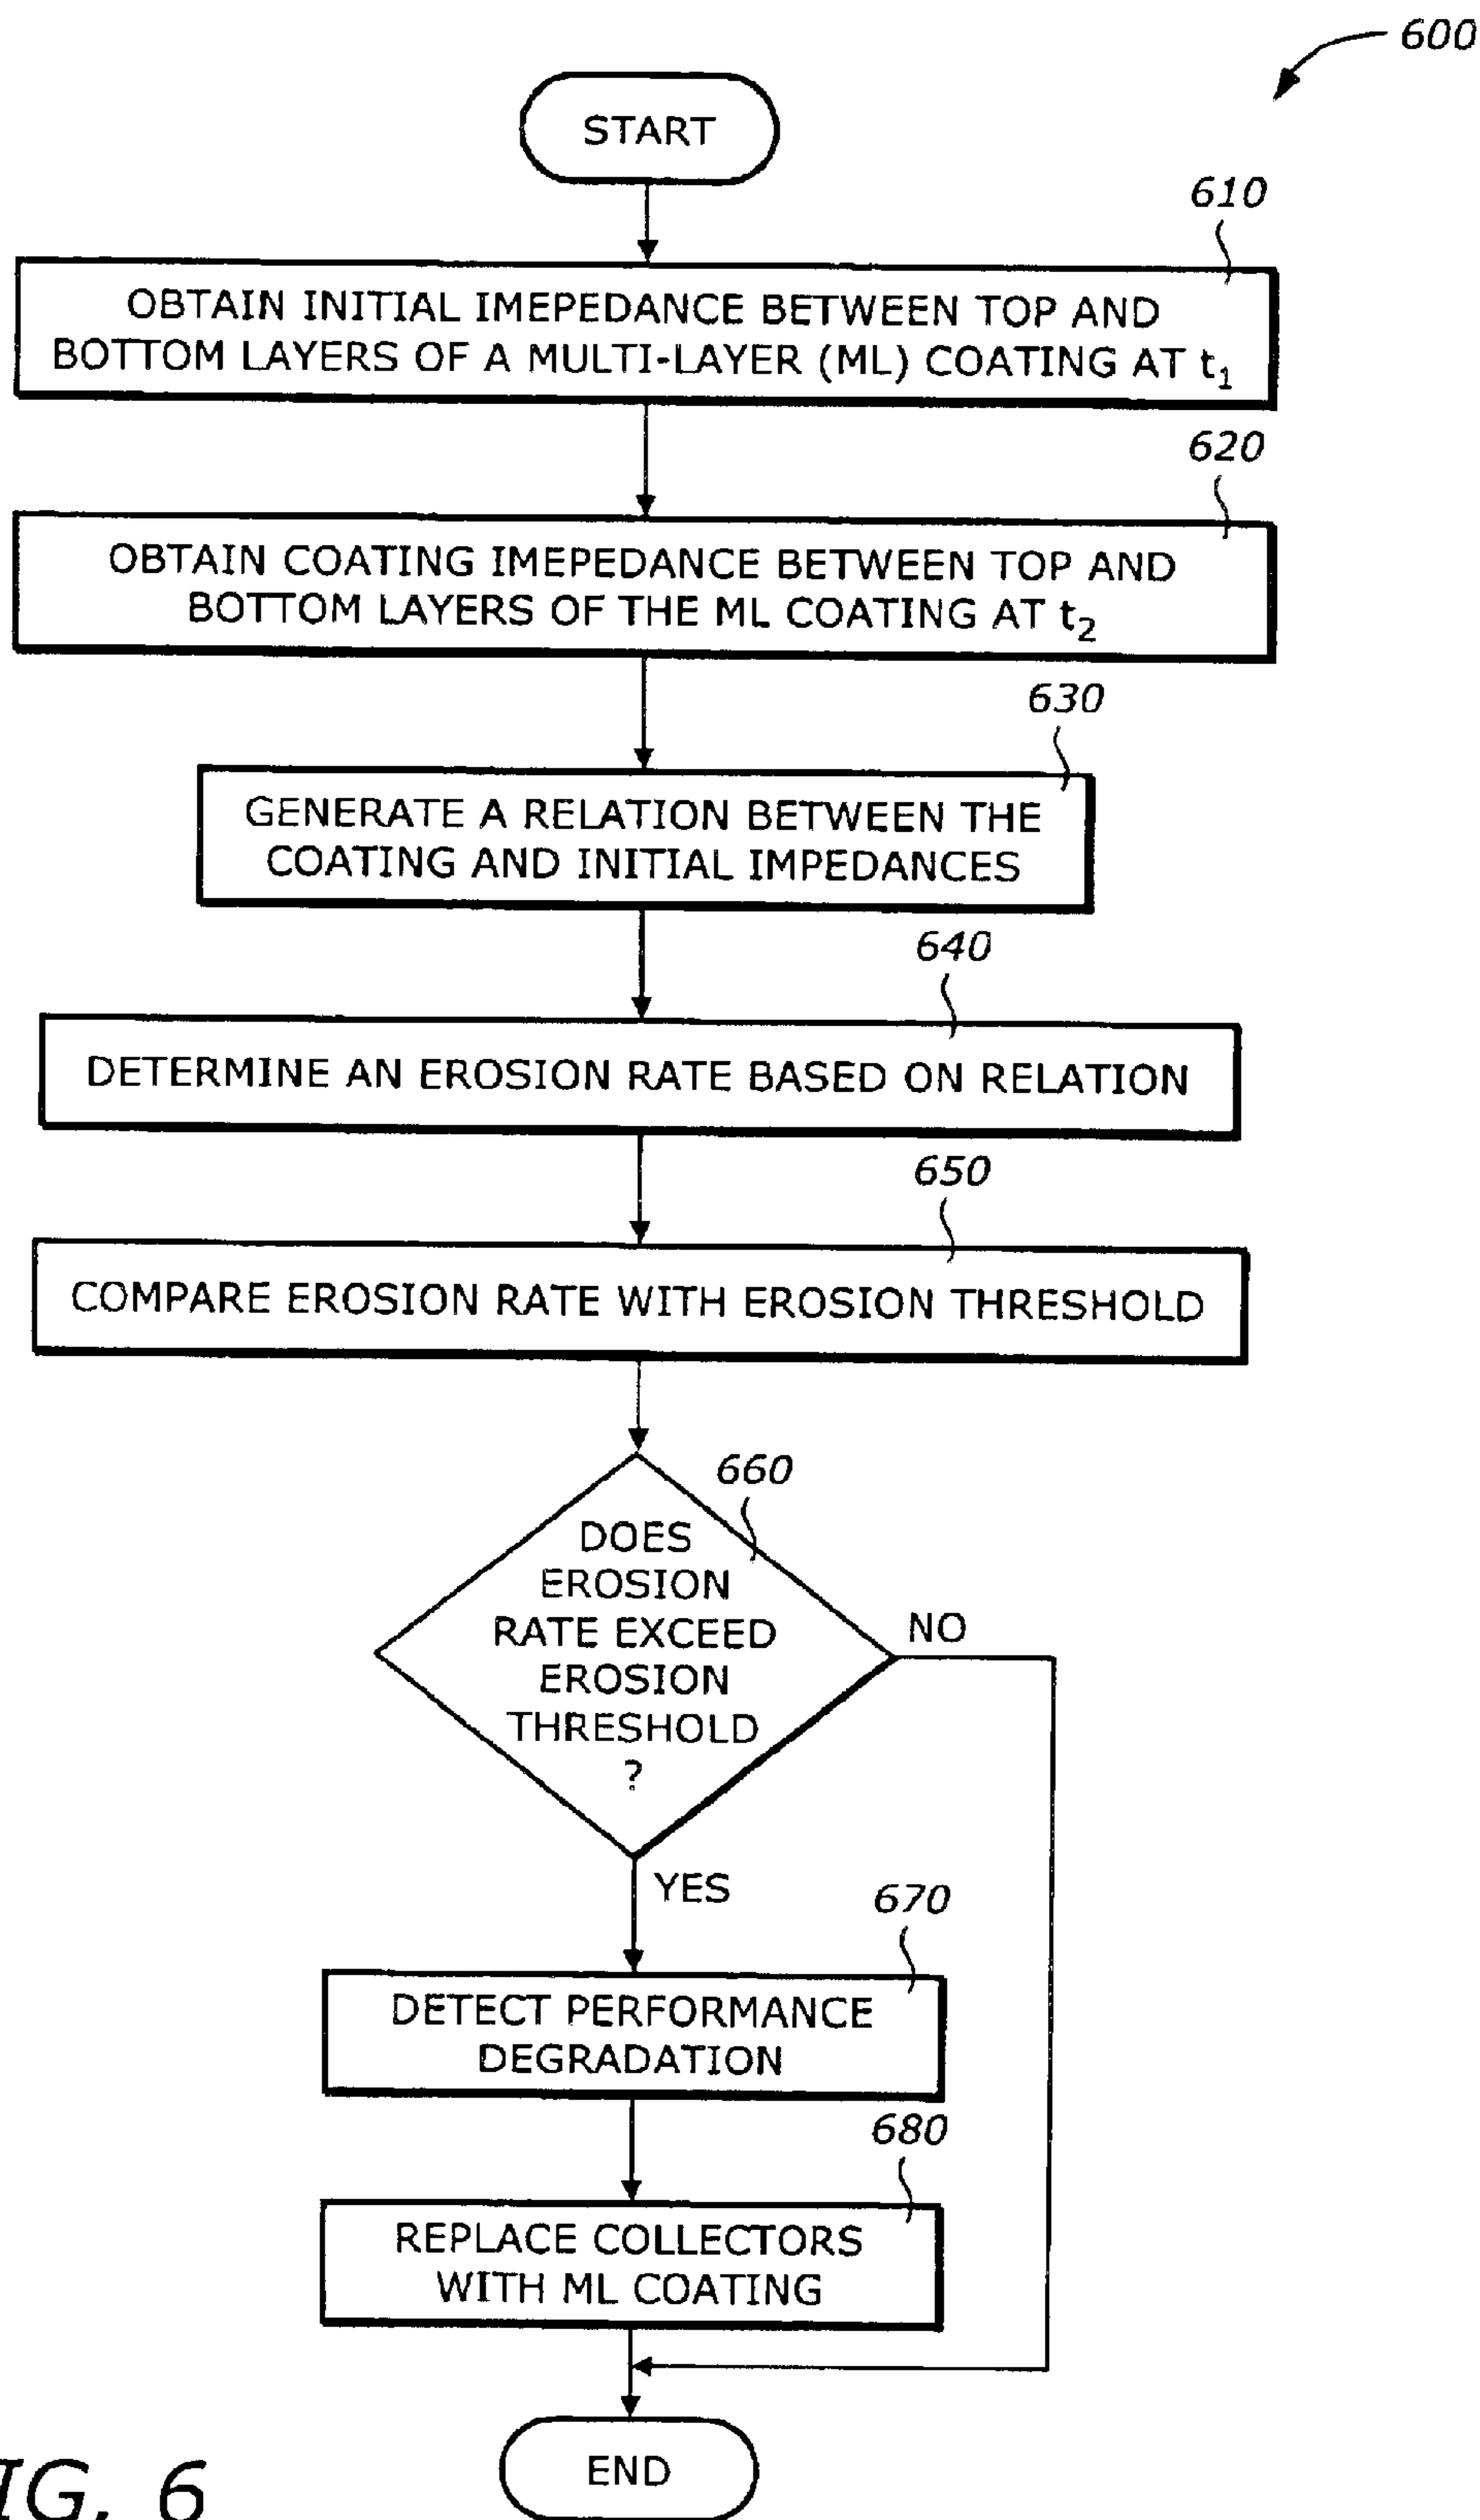 600
START
610
OBTAIN INITIAL IMEPEDANCE BETWEEN TOP AND
BOTTOM LAYERS OF A MULTI-LAYER (ML) COATING AT t1
620
OBTAIN COATING IMEPEDANCE BETWEEN TOP AND
BOTTOM LAYERS OF THE ML COATING AT t2
630
GENERATE A RELATION BETWEEN THE
COATING AND INITIAL IMPEDANCES
640
DETERMINE AN EROSION RATE BASED ON RELATION
650
COMPARE EROSION RATE WITH EROSION THRESHOLD
660
DOES
EROSION
RATE EXCEED
EROSION
THRESHOLD
?
NO
YES
670
DETECT PERFORMANCE
DEGRADATION
680
REPLACE COLLECTORS
WITH ML COATING
END
IG. 6